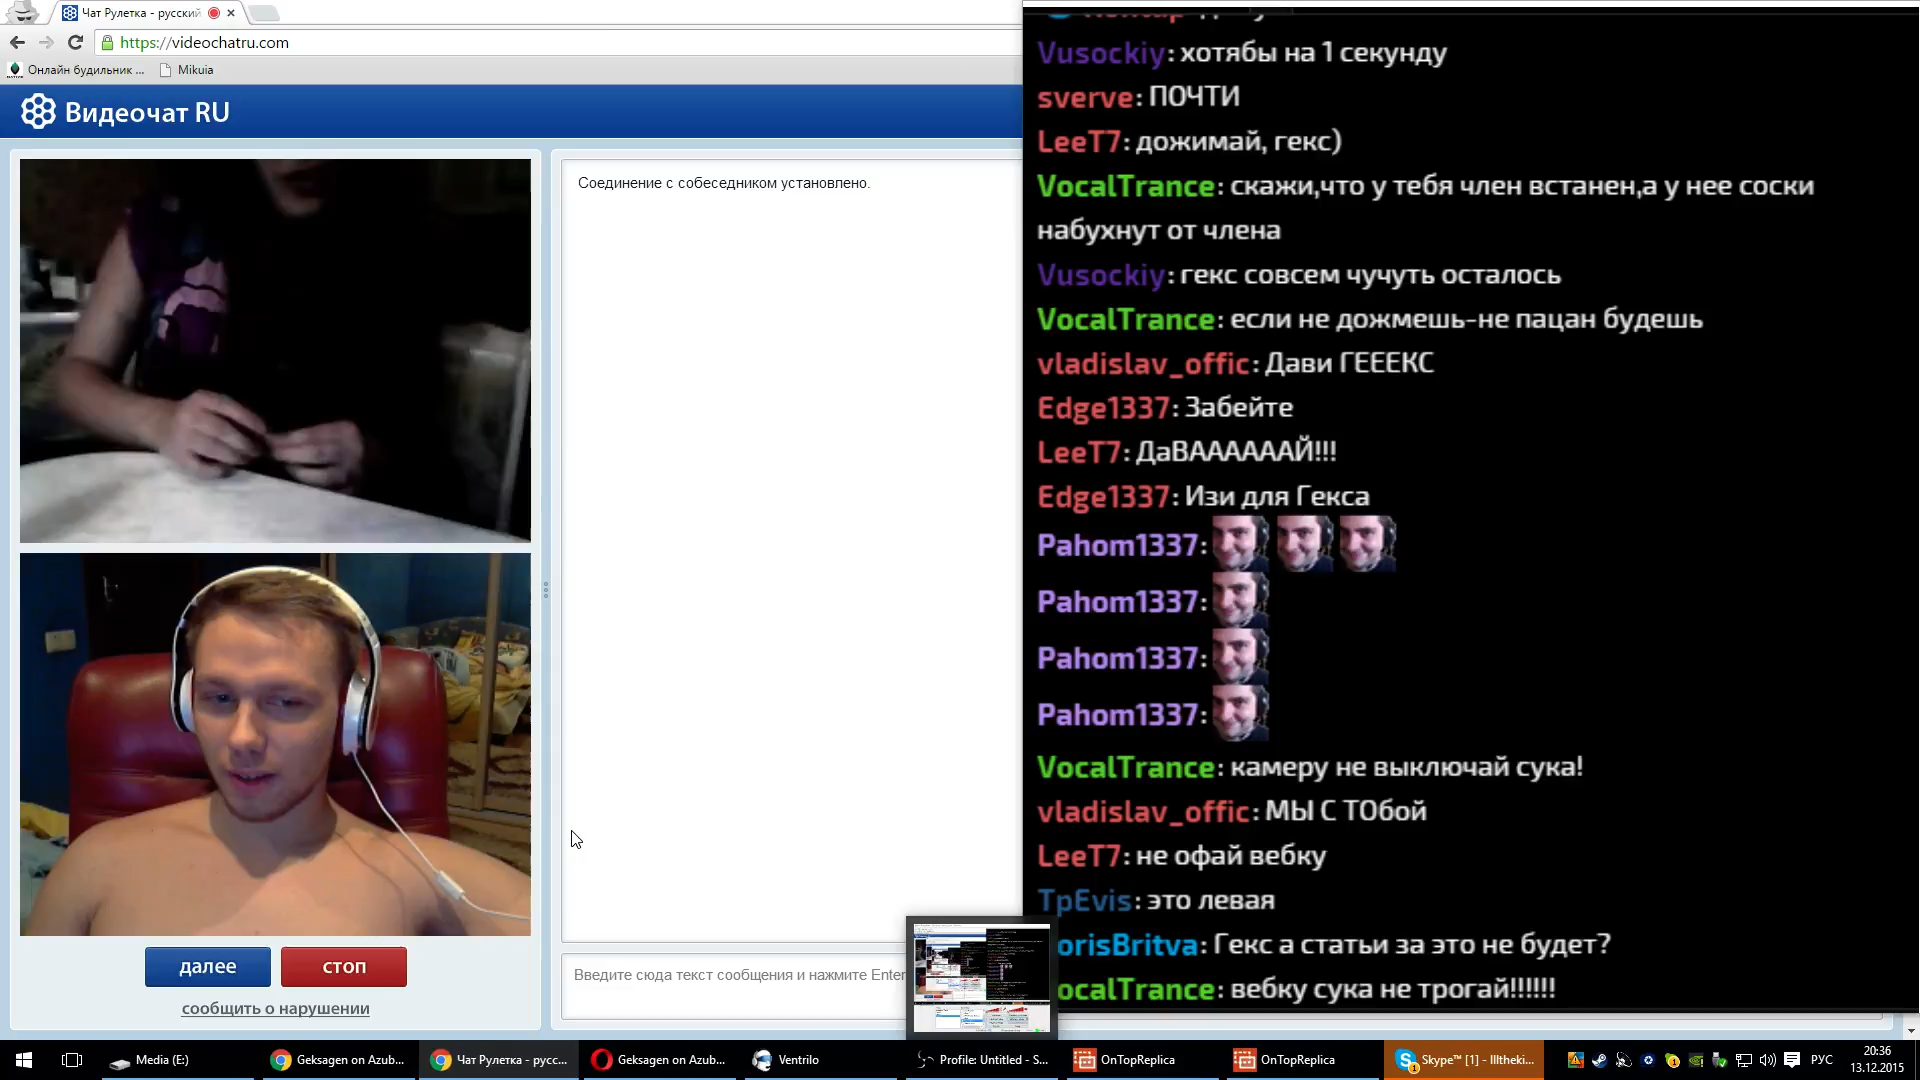 Чат Рулетка - русский
https://videochatru.com
Онлайн будильник ...
Mikuia
Видеочат RU
Соединение с собеседником установлено.
далее
стоп
сообщить о нарушении
Введите сюда текст сообщения и нажмите Enter
Vusockiy: хотябы на 1 секунду
sverve: ПОЧТИ
LeeT7: дожимай, гекс)
VocalTrance: скажи,что у тебя член встанен,а у нее соски
набухнут от члена
Vusockiy: гекс совсем чучуть осталось
VocalTrance: если не дожмешь-не пацан будешь
vladislav_offic: Дави ГЕЕЕКС
Edge1337: Забейте
LeeT7: ДаВАААААAЙ!!!
Edge1337: Изи для Гекса
Pahom1337:
Pahom1337:
Pahom1337:
Pahom1337:
VocalTrance: камеру не выключай сука!
vladislav_offic: МЫ С ТОбой
LeeT7: не офай вебку
TpEvis: это левая
orisBritva: Гекс а статьи за это не будет?
ocalTrance: вебку сука не трогай!!!!!!
Media (E:)
Geksagen on Azub...
Чат Рулетка - русс...
Geksagen on Azub...
Ventrilo
Profile: Untitled - S...
OnTopReplica
OnTopReplica
Skype™ [1] - Illtheki...
РУС
20:36
13.12.2015